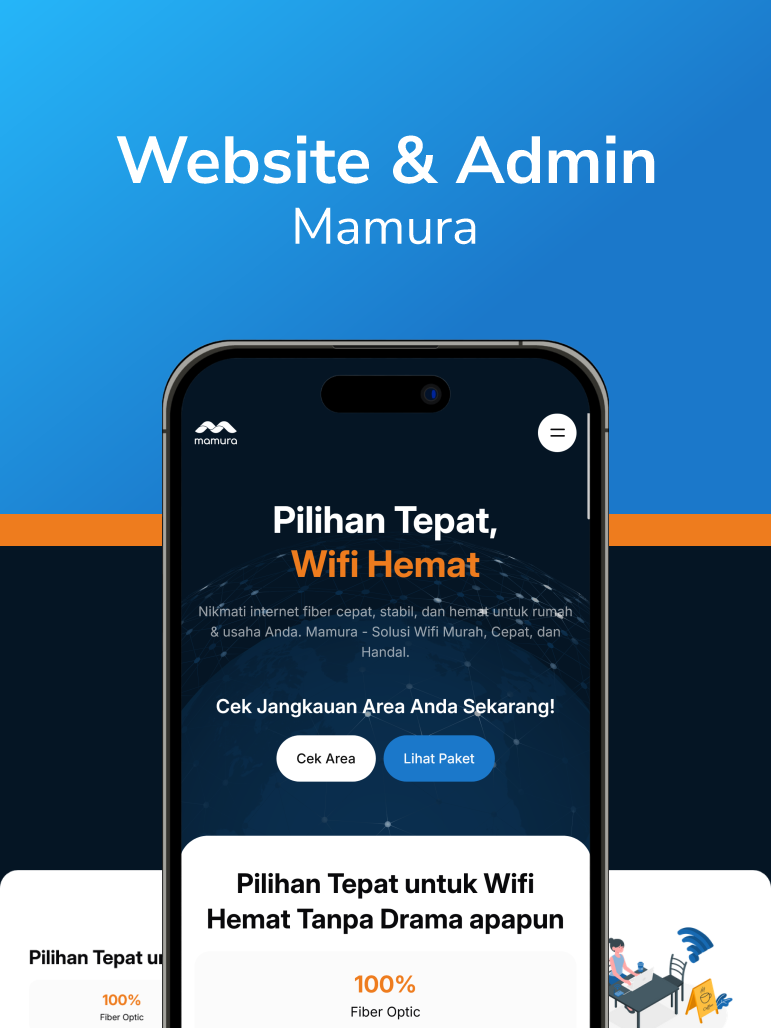 Website & Admin
Mamura
mamura
Pilihan Tepat,
Wifi Hemat
Nikmati internet fiber cepat, stabil, dan hemat untuk rumah
& usaha Anda. Mamura - Solusi Wifi Murah, Cepat, dan
Handal.
Cek Jangkauan Area Anda Sekarang!
Cek Area
Lihat Paket
Pilihan Tepat untuk Wifi
Hemat Tanpa Drama apapun
100%
Fiber Optic
Pilihan Tepat
100%
Fiber Optic